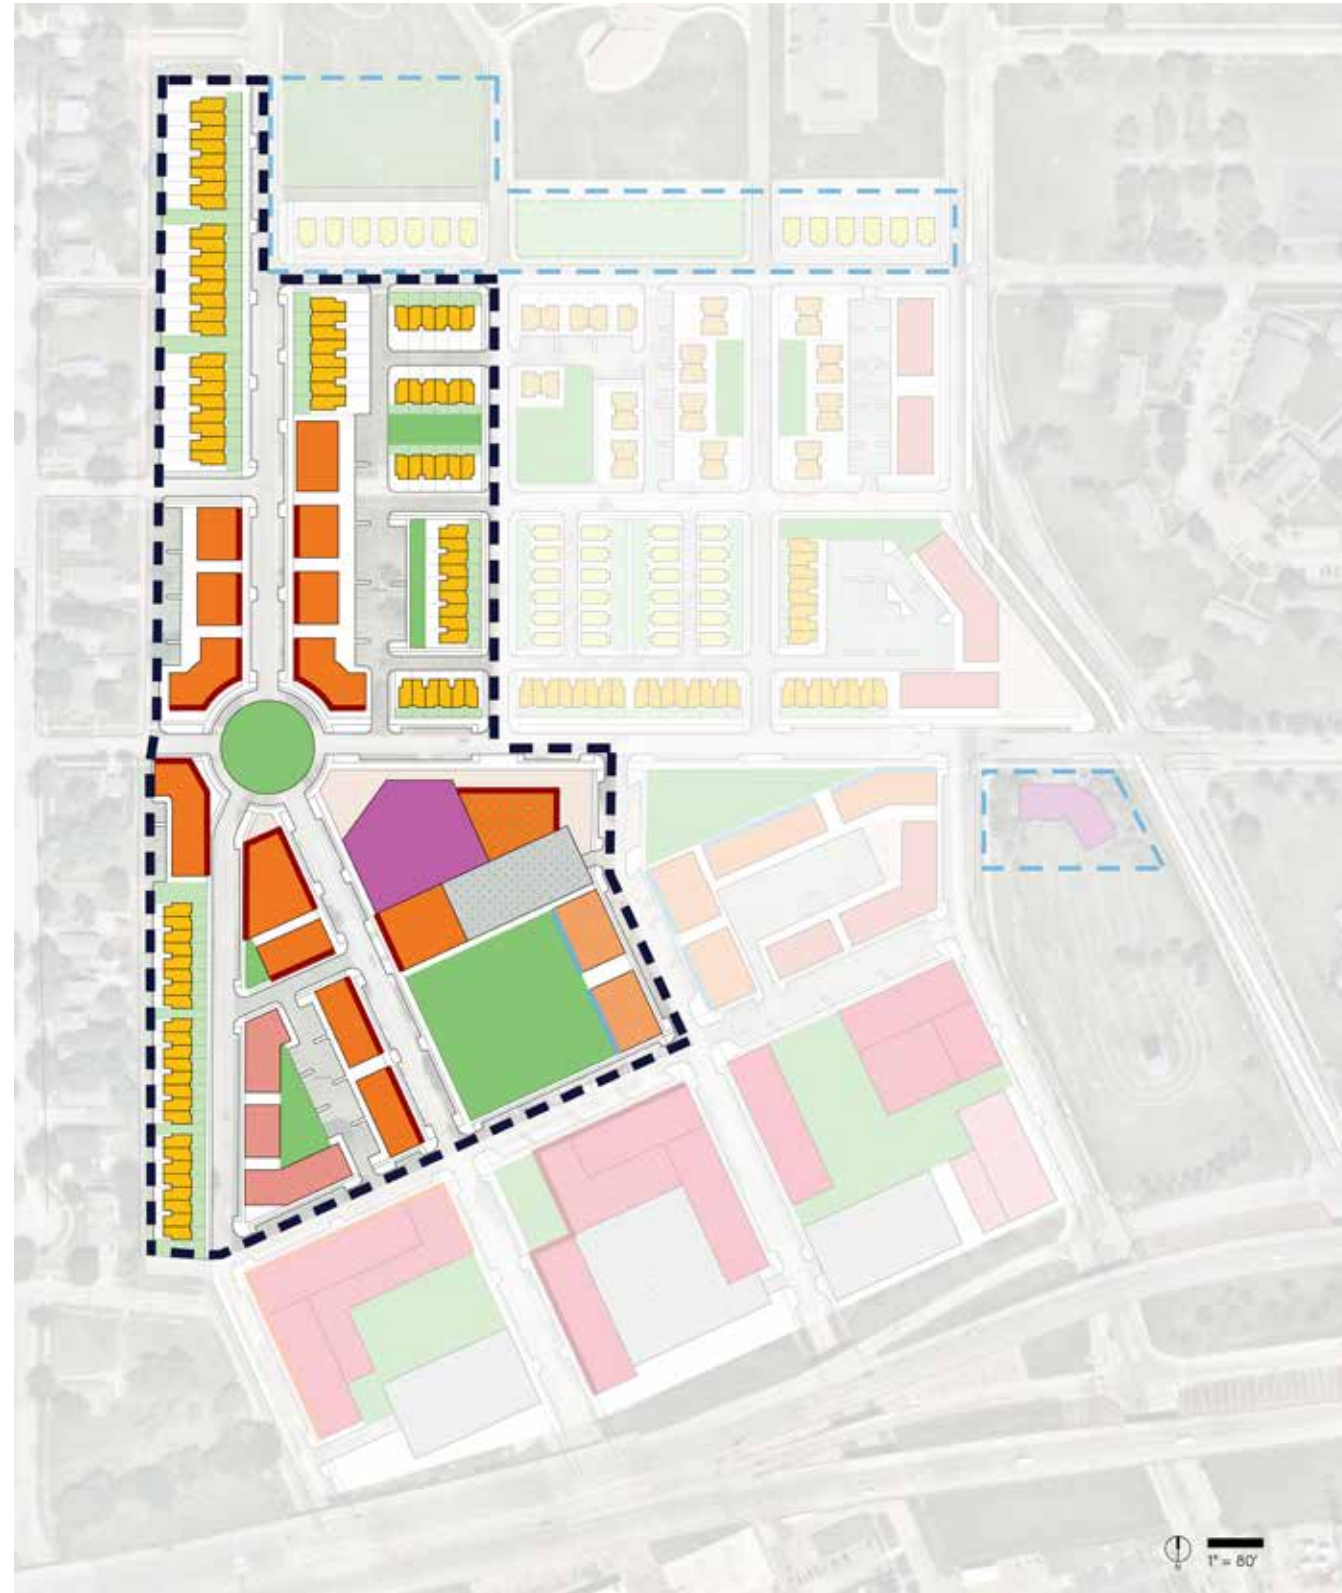 1" = 80'